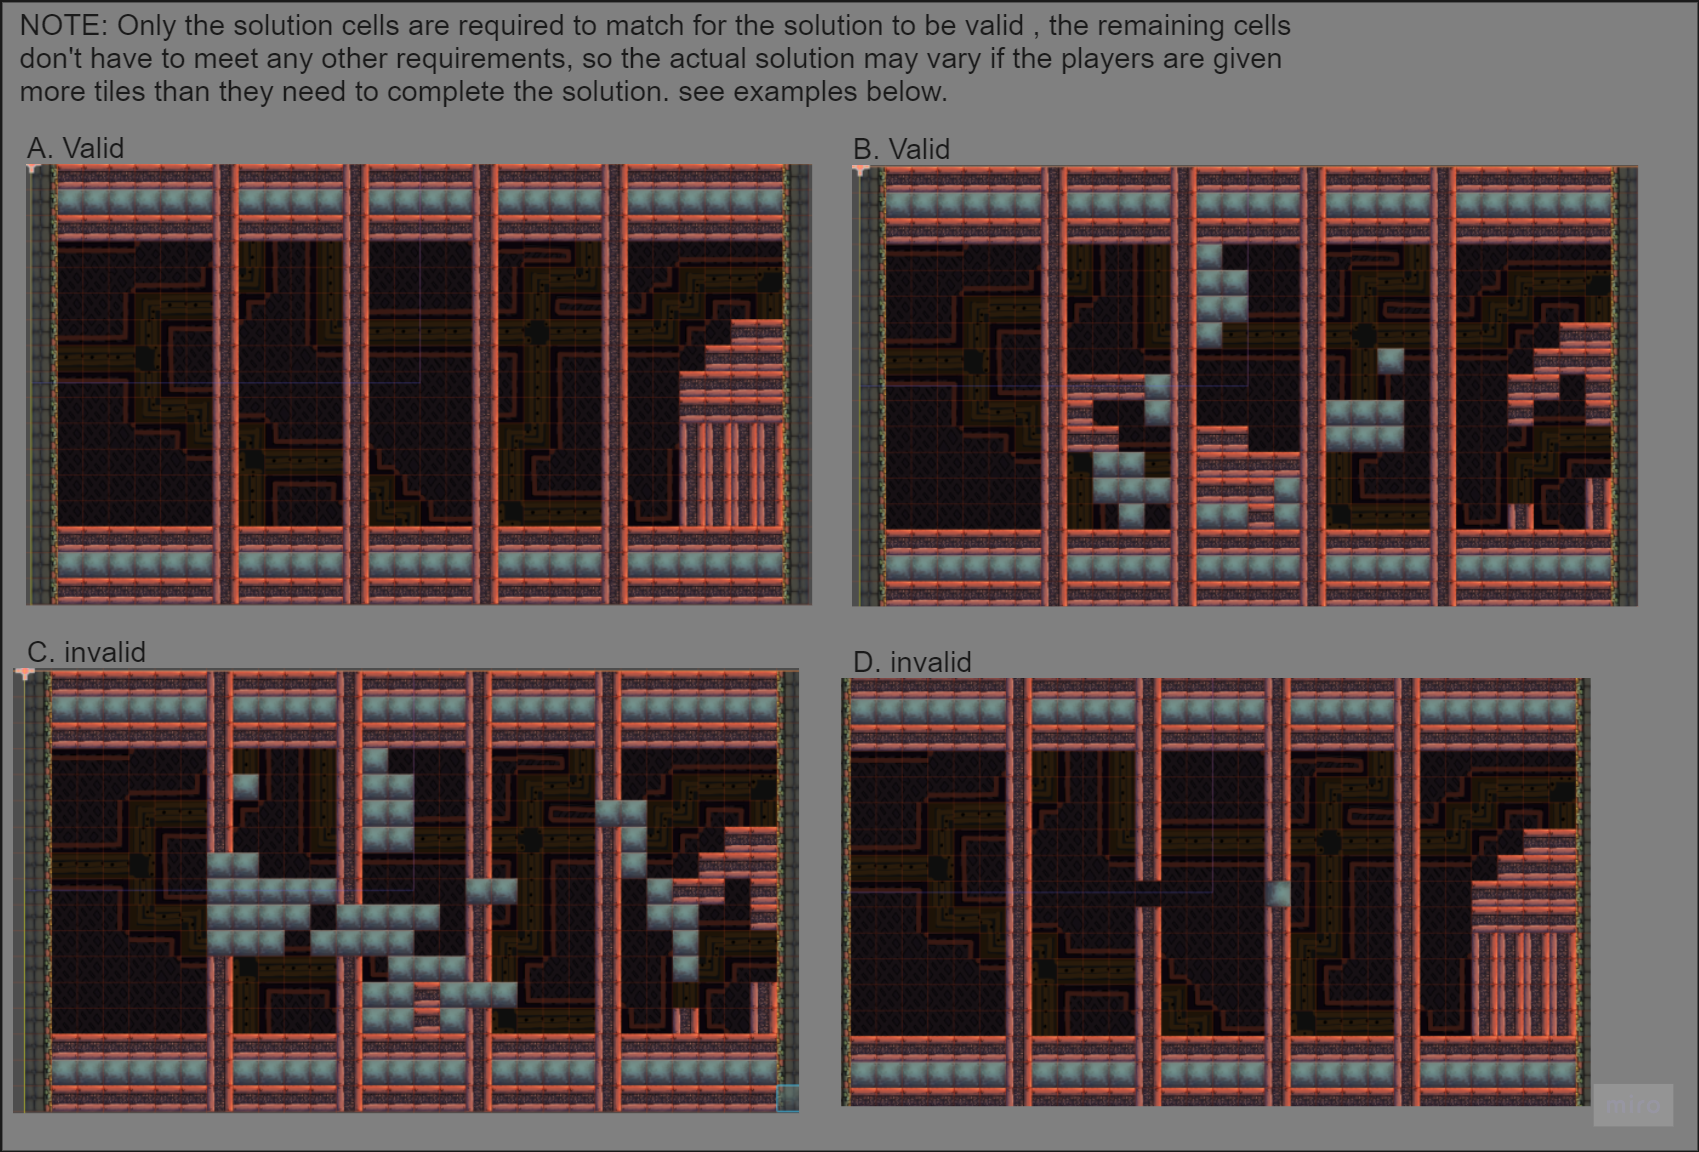 NOTE: Only the solution cells are required to match for the solution to be valid , the remaining cells
don't have to meet any other requirements, so the actual solution may vary if the players are given
more tiles than they need to complete the solution. see examples below.
A. Valid
B. Valid
C. invalid
D. invalid
miro